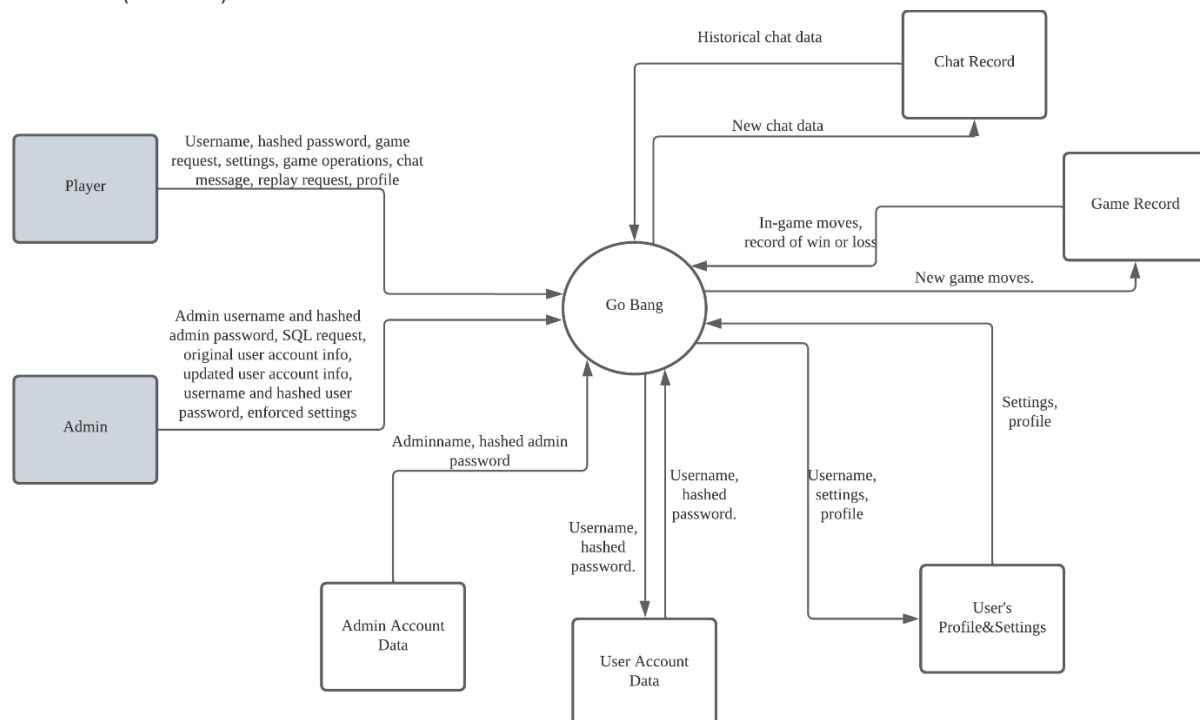 Historical chat data
Chat Record
New chat data
Username, hashed password, game
request, settings, game operations, chat
message, replay request, profile
Player
Game Record
In-game moves,
record of win or loss
New game moves.
Go Bang
Admin username and hashed
admin password, SQL request,
original user account info,
updated user account info,
username and hashed user
password, enforced settings
Admin
Settings,
profile
Adminname, hashed admin
password
Username,
hashed
password.
Username,
settings,
profile
Username,
hashed
password.
Admin Account
Data
User's
Profile&Settings
User Account
Data